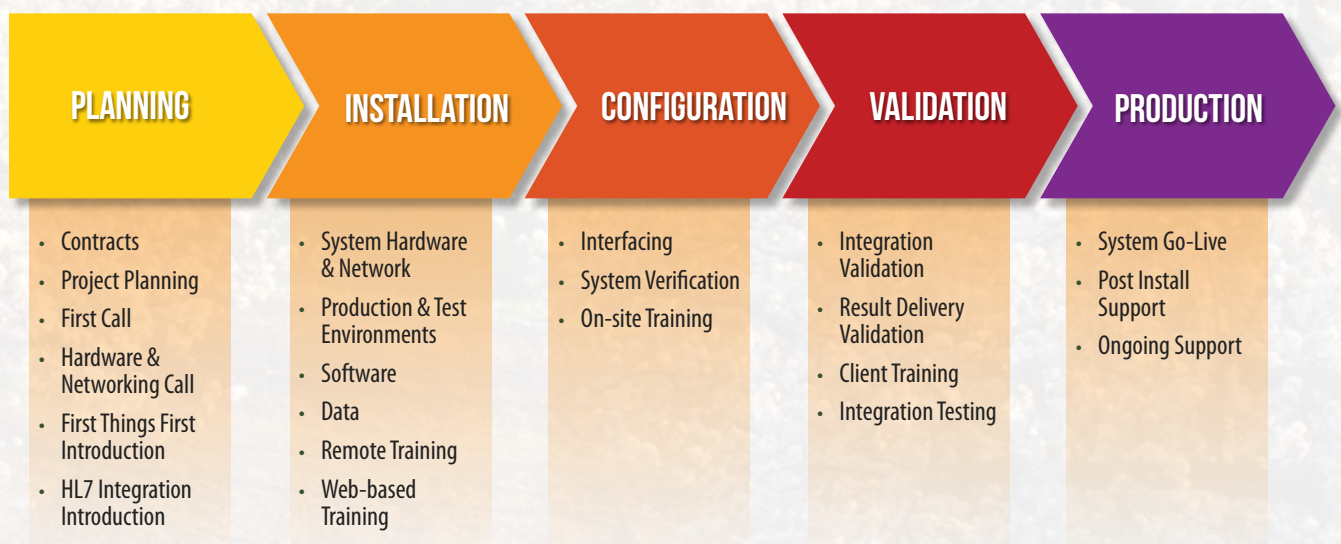 PLANNING
INSTALLATION
CONFIGURATION
VALIDATION
PRODUCTION
• Contracts
• Project Planning
• First Call
• Hardware &
Networking Call
• First Things First
Introduction
• HL7 Integration
Introduction
• System Hardware
& Network
• Production & Test
Environments
• Software
• Data
• Remote Training
• Web-based
Training
• Interfacing
• System Verification
• On-site Training
• Integration
Validation
• Result Delivery
Validation
• Client Training
• Integration Testing
• System Go-Live
• Post Install
Support
• Ongoing Support